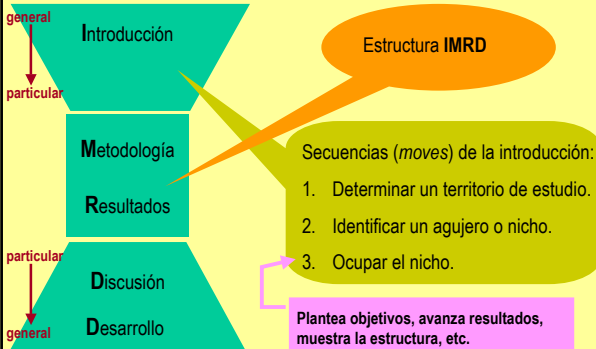 general
particular
Introducción
Metodología
Resultados
particular
general
Discusión
Desarrollo
Estructura IMRD
Secuencias (moves) de la introducción:
1. Determinar un territorio de estudio.
2. Identificar un agujero o nicho.
3. Ocupar el nicho.
Plantea objetivos, avanza resultados,
muestra la estructura, etc.